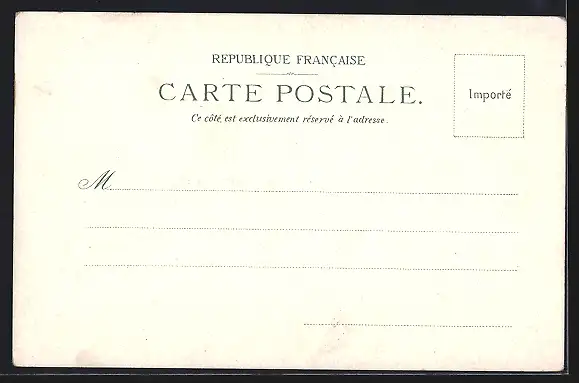 REPUBLIQUE FRANÇAISE
CARTE POSTALE.
Ce côté est exclusivement réservé à l'adresse.
Importé
M